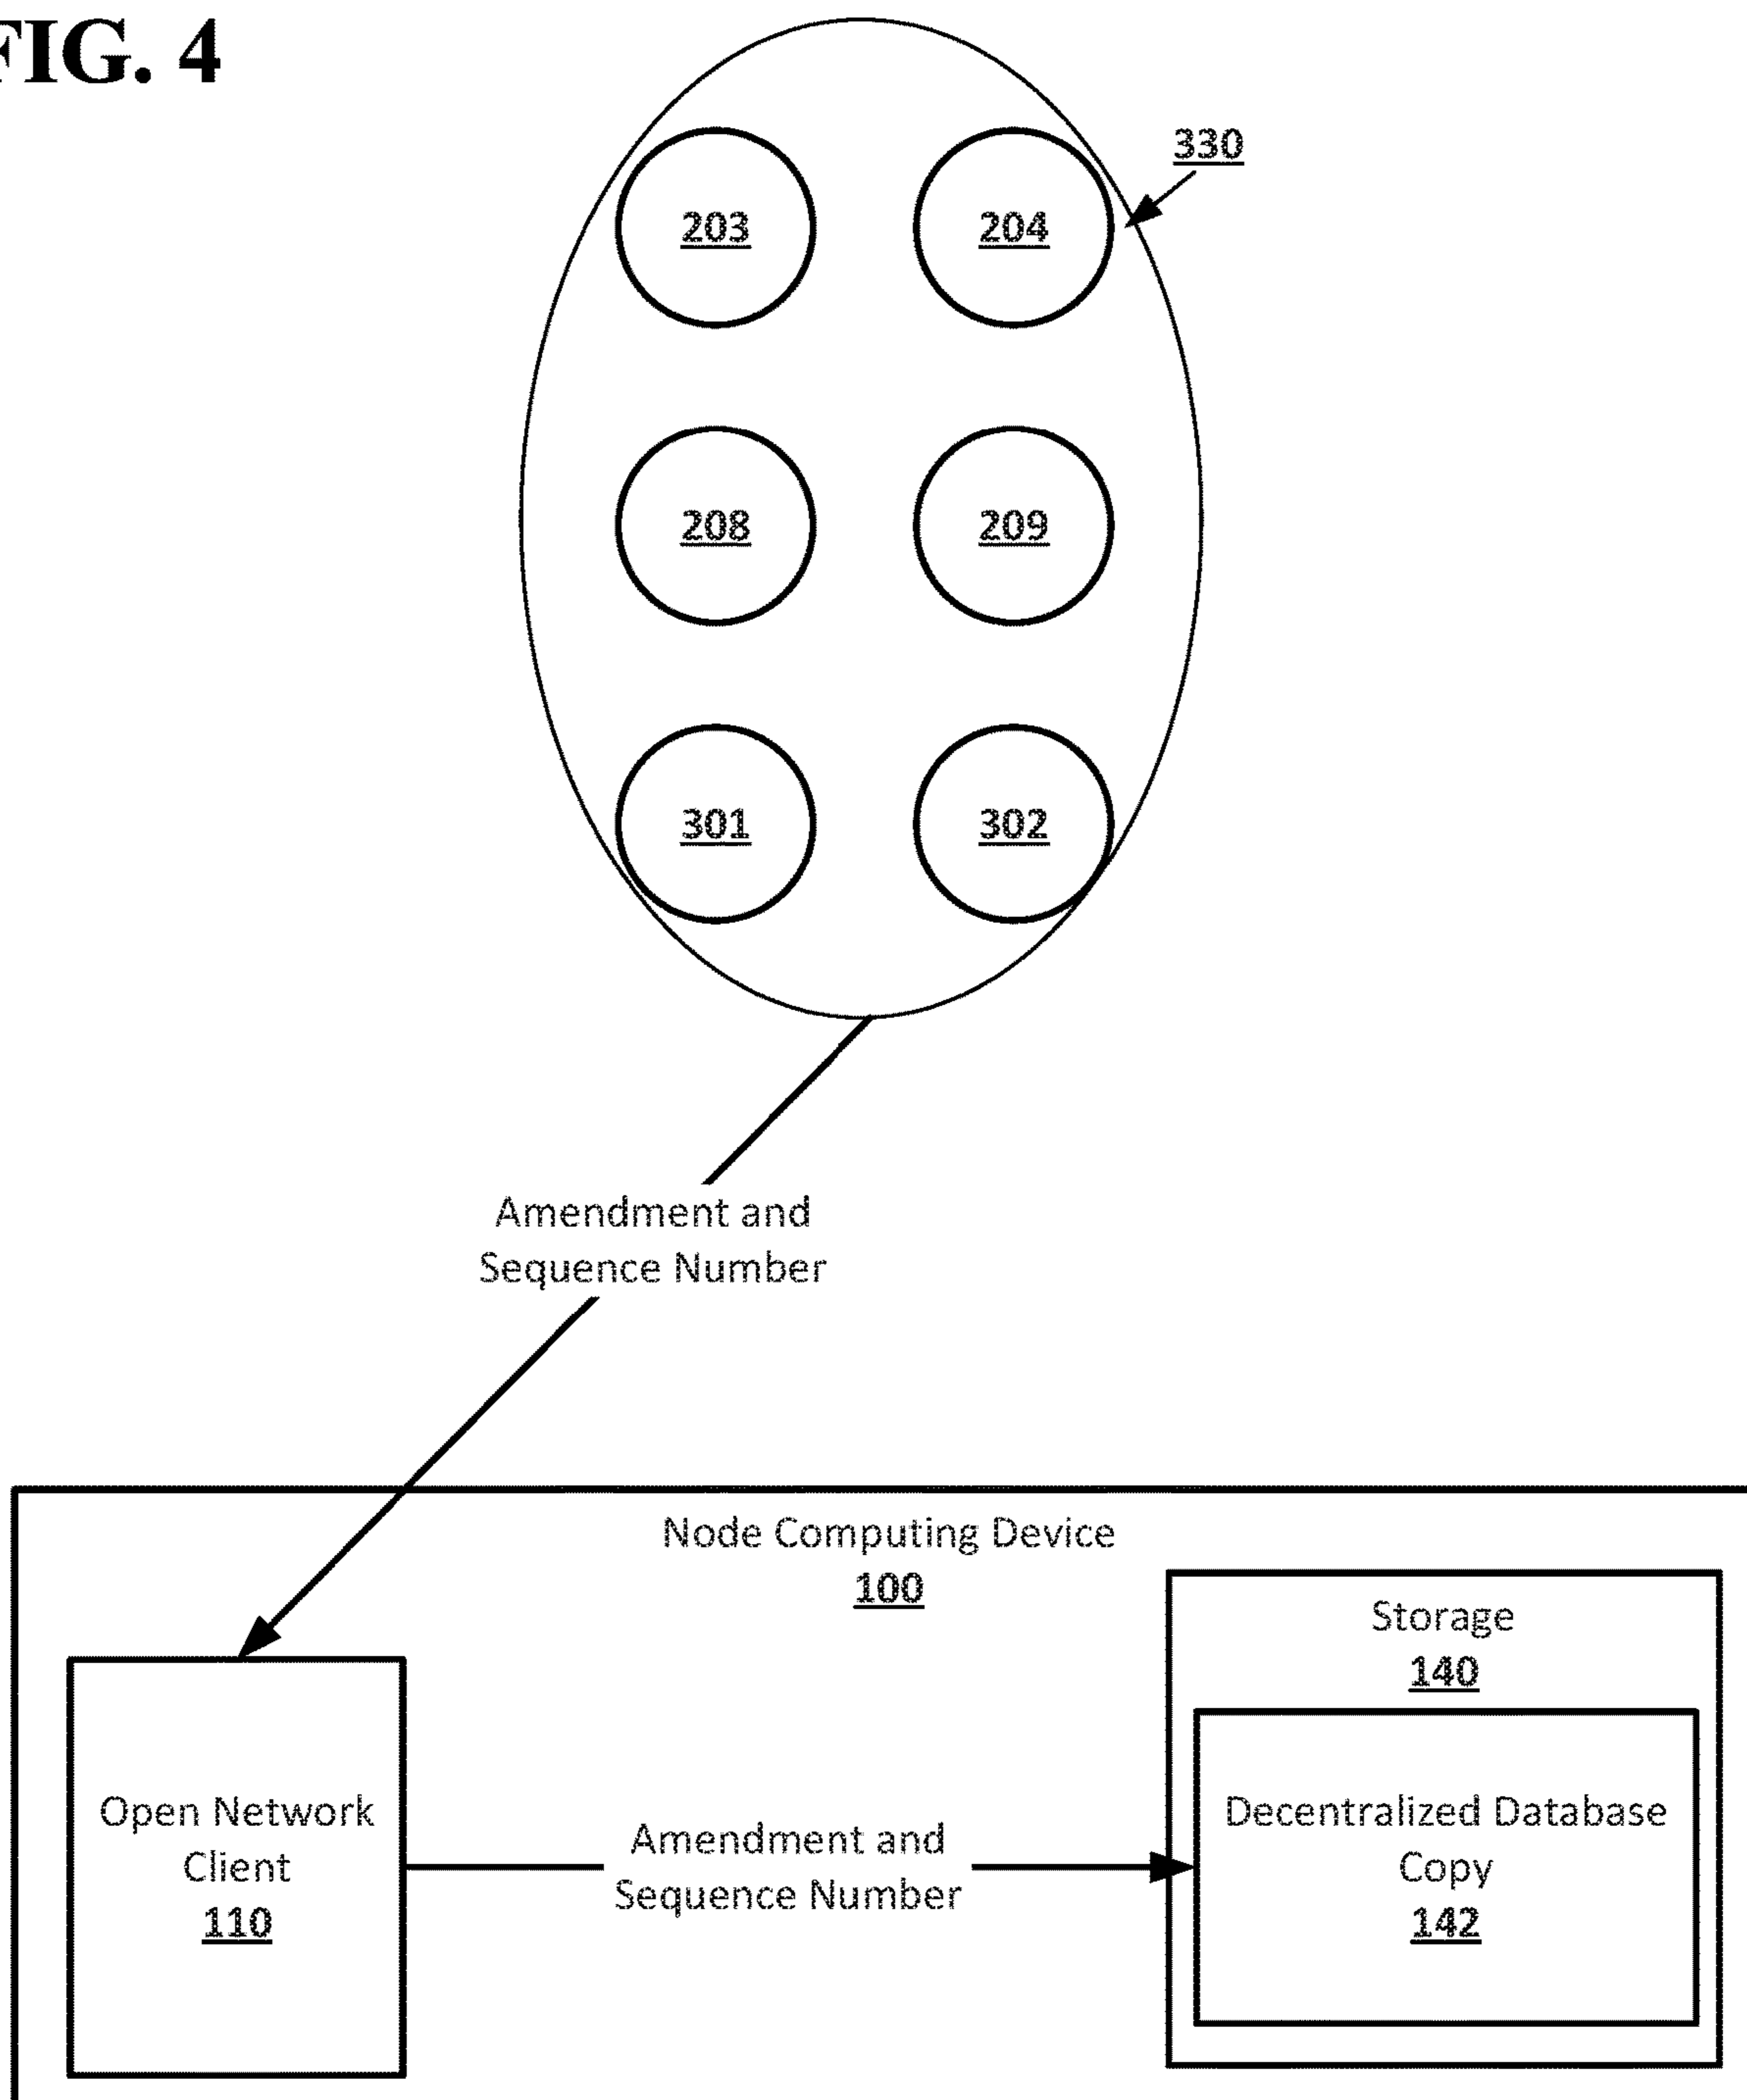 FIG. 4
330
203
204
208
209
301
302
Amendment and
Sequence Number
Node Computing Device
100
Storage
140
Open Network
Client
110
Amendment and
Sequence Number
Decentralized Database
Copy
142